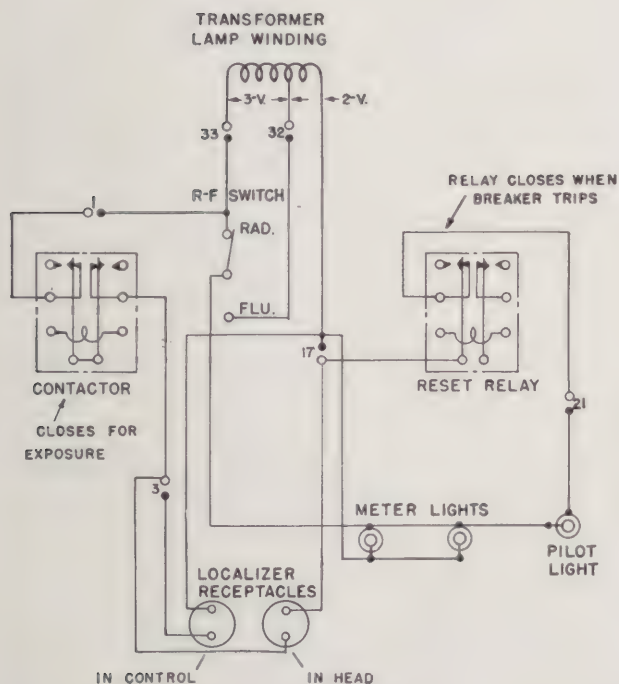 TRANSFORMER
LAMP WINDING
3-V.
2-V.
33
32
1
R-F SWITCH
RELAY CLOSES WHEN
BREAKER TRIPS
RAD.
FLU.
17
CONTACTOR
RESET RELAY
CLOSES FOR
EXPOSURE
21
3
METER LIGHTS
PILOT
LIGHT
LOCALIZER
RECEPTACLES
IN CONTROL
IN HEAD